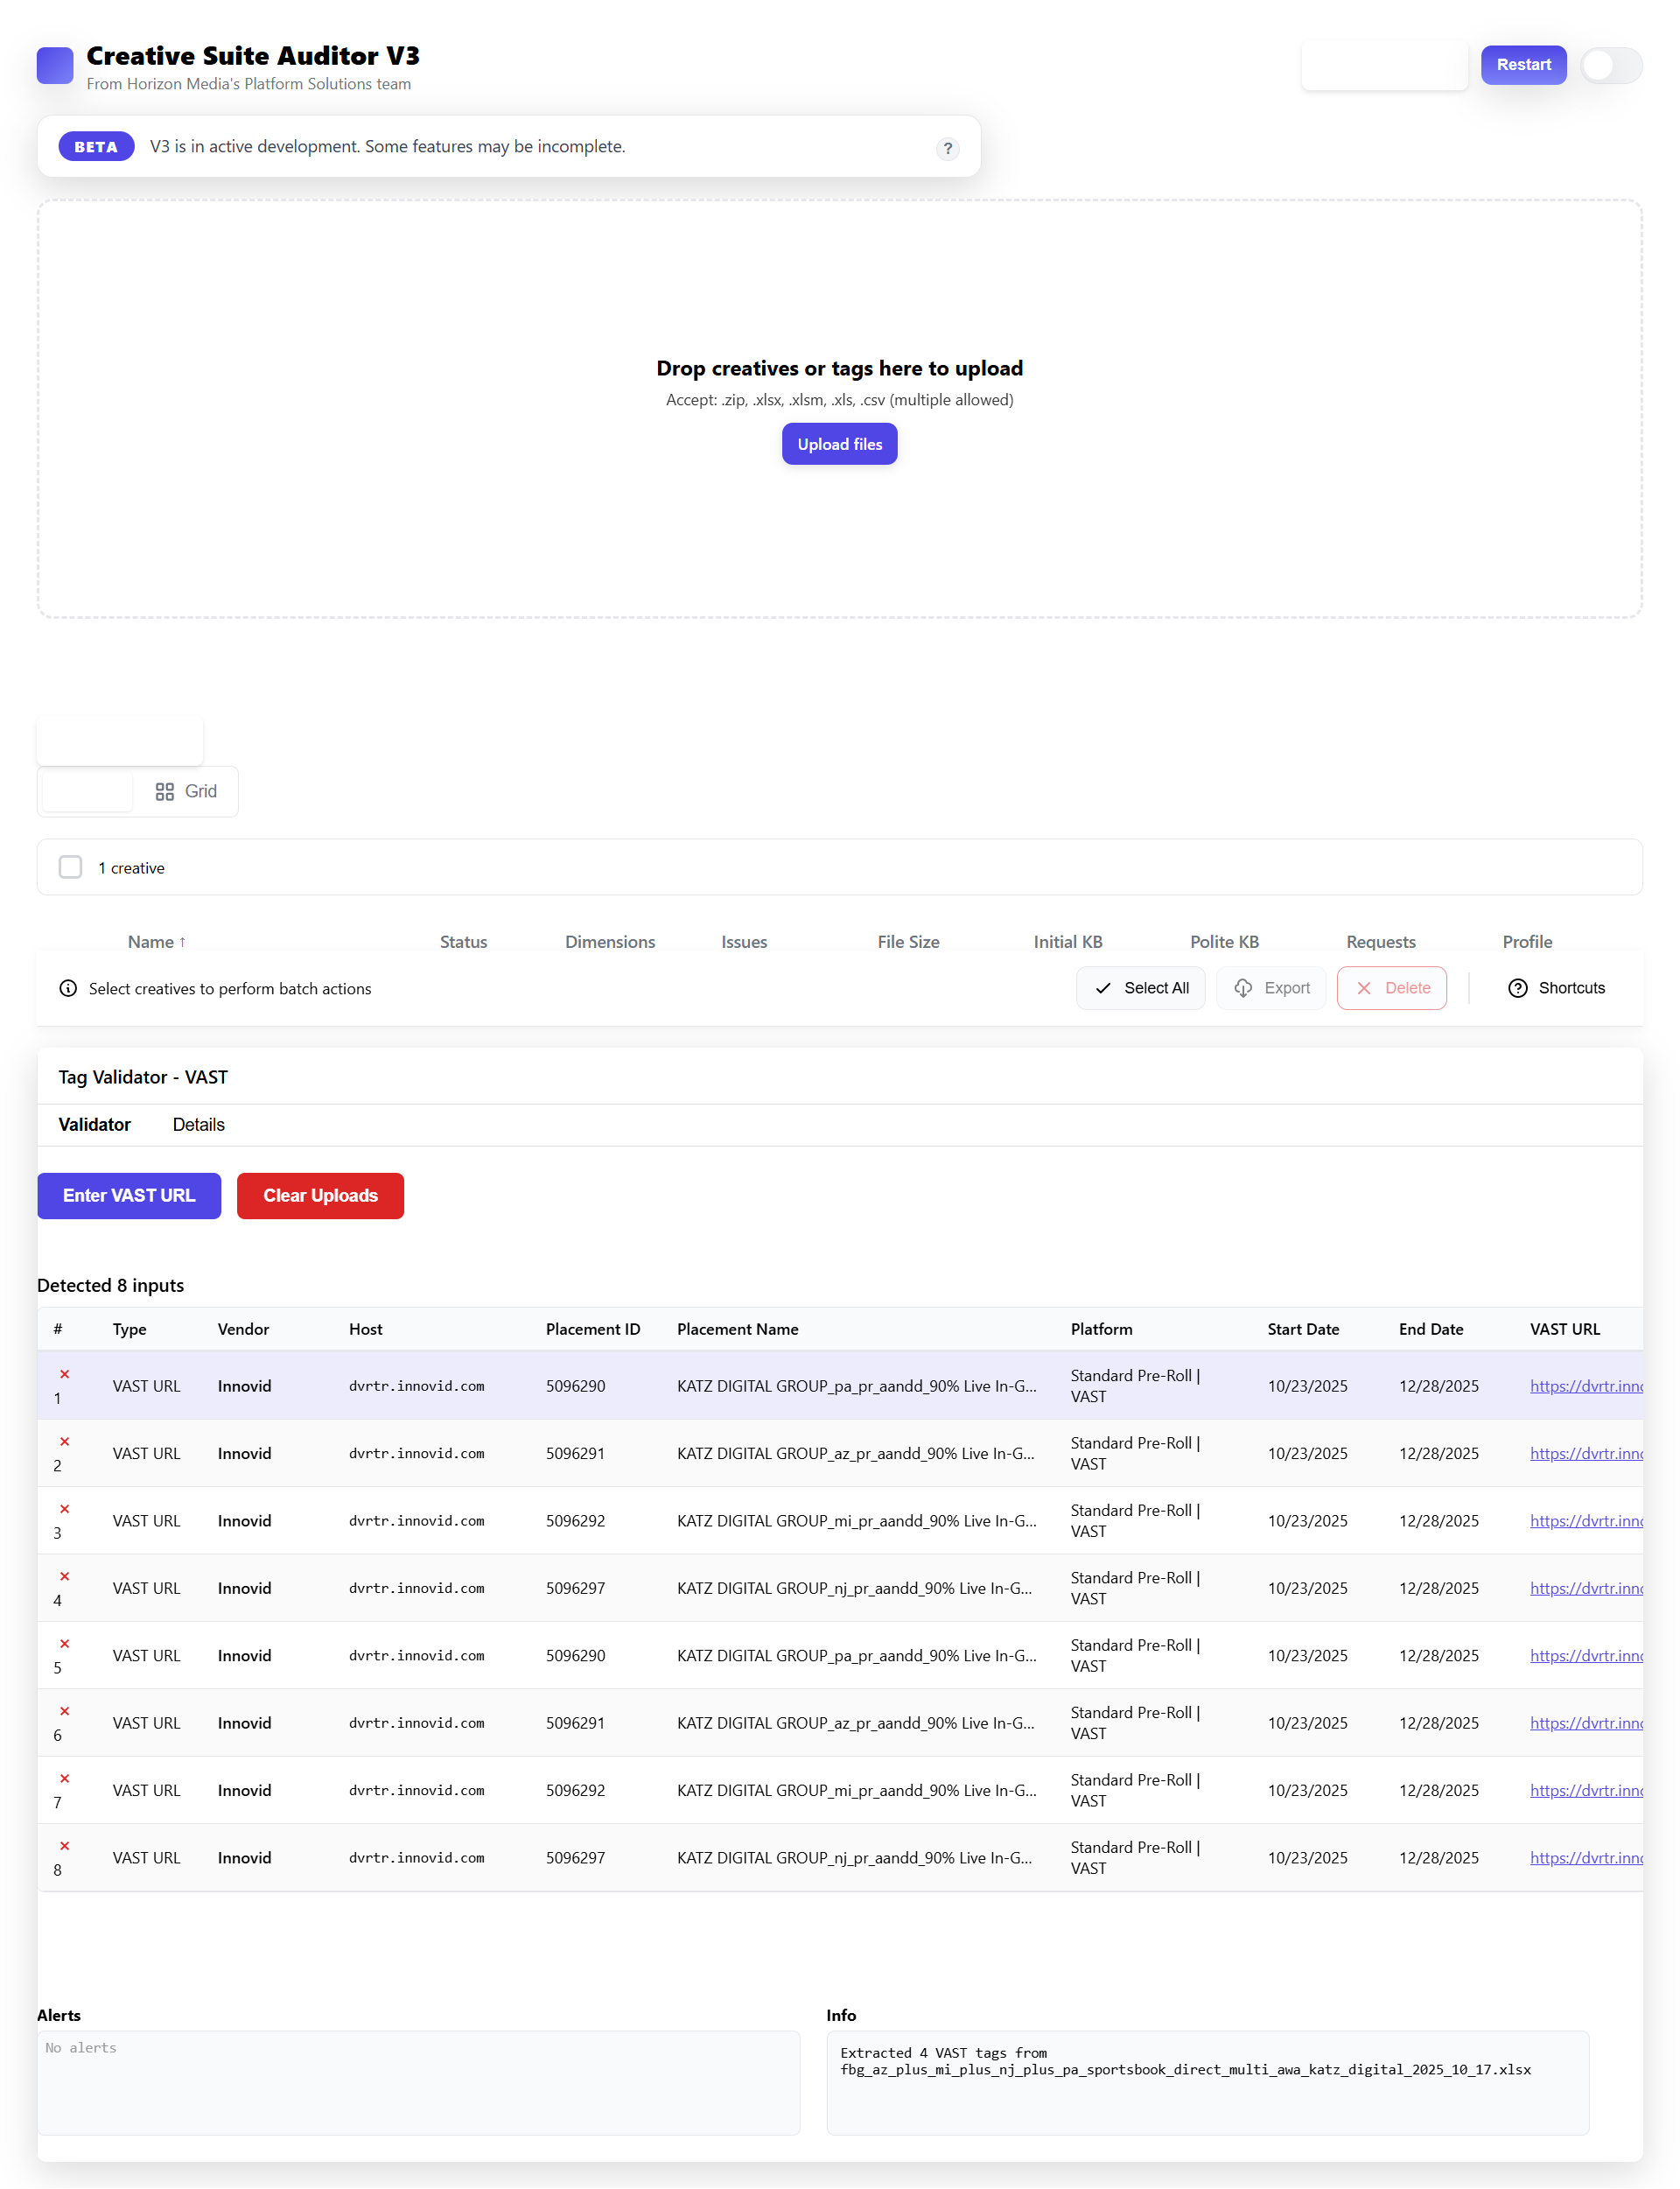 Creative Suite Auditor V3
From Horizon Media's Platform Solutions team
Restart
BETA
V3 is in active development. Some features may be incomplete.
?
Drop creatives or tags here to upload
Accept: .zip, .xlsx, .xlsm, .xls, .csv (multiple allowed)
Upload files
Grid
1 creative
Name ↑ Status Dimensions Issues File Size Initial KB Polite KB Requests Profile
Select creatives to perform batch actions
Select All Export Delete Shortcuts
Tag Validator - VAST
Validator Details
Enter VAST URL Clear Uploads
Detected 8 inputs
# Type Vendor Host Placement ID Placement Name Platform Start Date End Date VAST URL
× 1 VAST URL Innovid dvrtr.innovid.com 5096290 KATZ DIGITAL GROUP_pa_pr_aandd_90% Live In-G... Standard Pre-Roll | VAST 10/23/2025 12/28/2025 https://dvrtr.inno
× 2 VAST URL Innovid dvrtr.innovid.com 5096291 KATZ DIGITAL GROUP_az_pr_aandd_90% Live In-G... Standard Pre-Roll | VAST 10/23/2025 12/28/2025 https://dvrtr.inno
× 3 VAST URL Innovid dvrtr.innovid.com 5096292 KATZ DIGITAL GROUP_mi_pr_aandd_90% Live In-G... Standard Pre-Roll | VAST 10/23/2025 12/28/2025 https://dvrtr.inno
× 4 VAST URL Innovid dvrtr.innovid.com 5096297 KATZ DIGITAL GROUP_nj_pr_aandd_90% Live In-G... Standard Pre-Roll | VAST 10/23/2025 12/28/2025 https://dvrtr.inno
× 5 VAST URL Innovid dvrtr.innovid.com 5096290 KATZ DIGITAL GROUP_pa_pr_aandd_90% Live In-G... Standard Pre-Roll | VAST 10/23/2025 12/28/2025 https://dvrtr.inno
× 6 VAST URL Innovid dvrtr.innovid.com 5096291 KATZ DIGITAL GROUP_az_pr_aandd_90% Live In-G... Standard Pre-Roll | VAST 10/23/2025 12/28/2025 https://dvrtr.inno
× 7 VAST URL Innovid dvrtr.innovid.com 5096292 KATZ DIGITAL GROUP_mi_pr_aandd_90% Live In-G... Standard Pre-Roll | VAST 10/23/2025 12/28/2025 https://dvrtr.inno
× 8 VAST URL Innovid dvrtr.innovid.com 5096297 KATZ DIGITAL GROUP_nj_pr_aandd_90% Live In-G... Standard Pre-Roll | VAST 10/23/2025 12/28/2025 https://dvrtr.inno
Alerts
No alerts
Info
Extracted 4 VAST tags from
fbg_az_plus_mi_plus_nj_plus_pa_sportsbook_direct_multi_awa_katz_digital_2025_10_17.xlsx